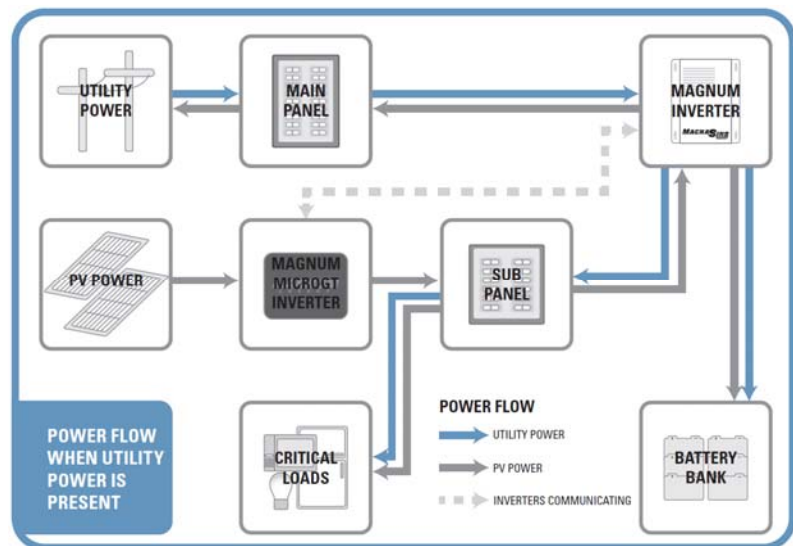 UTILITY
POWER
MAIN
PANEL
MAGNUM
INVERTER
MAGNASINE
PV POWER
MAGNUM
MICROGT
INVERTER
SUB
PANEL
POWER FLOW
WHEN UTILITY
POWER IS
PRESENT
CRITICAL
LOADS
POWER FLOW
UTILITY POWER
PV POWER
INVERTERS COMMUNICATING
BATTERY
BANK